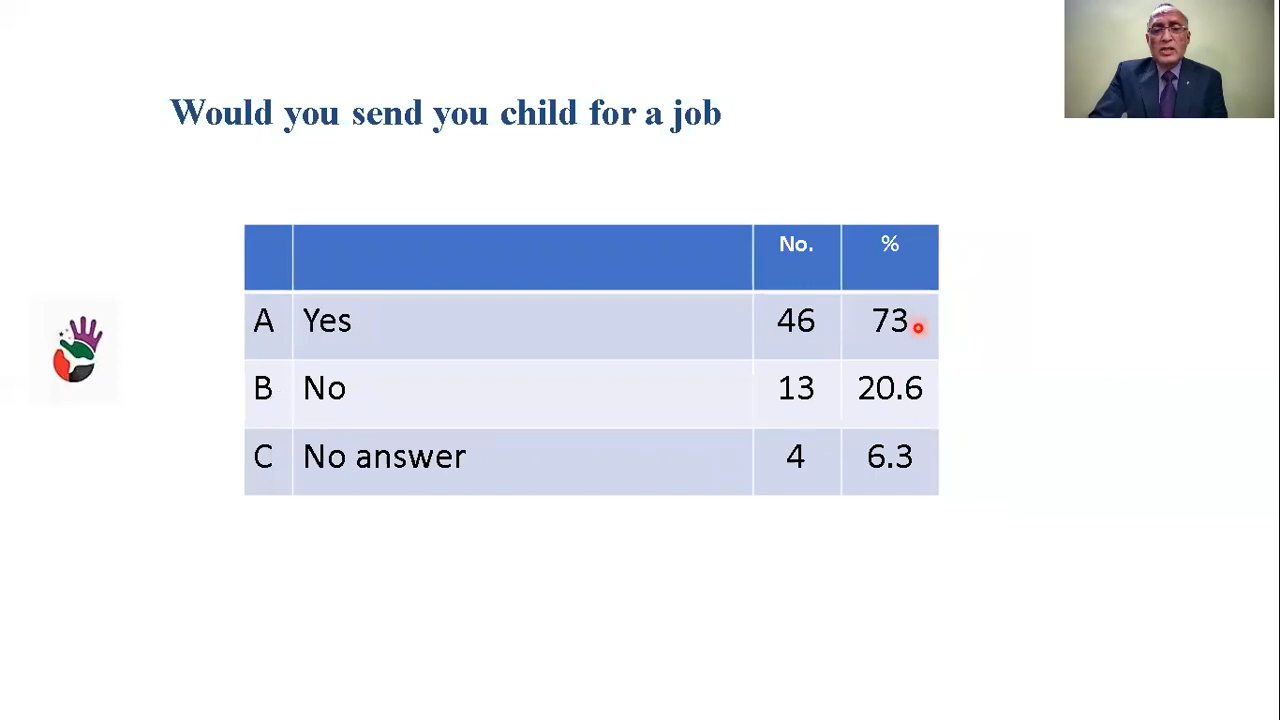 Would you send you child for a job
No. %
A Yes 46 73
B No 13 20.6
C No answer 4 6.3